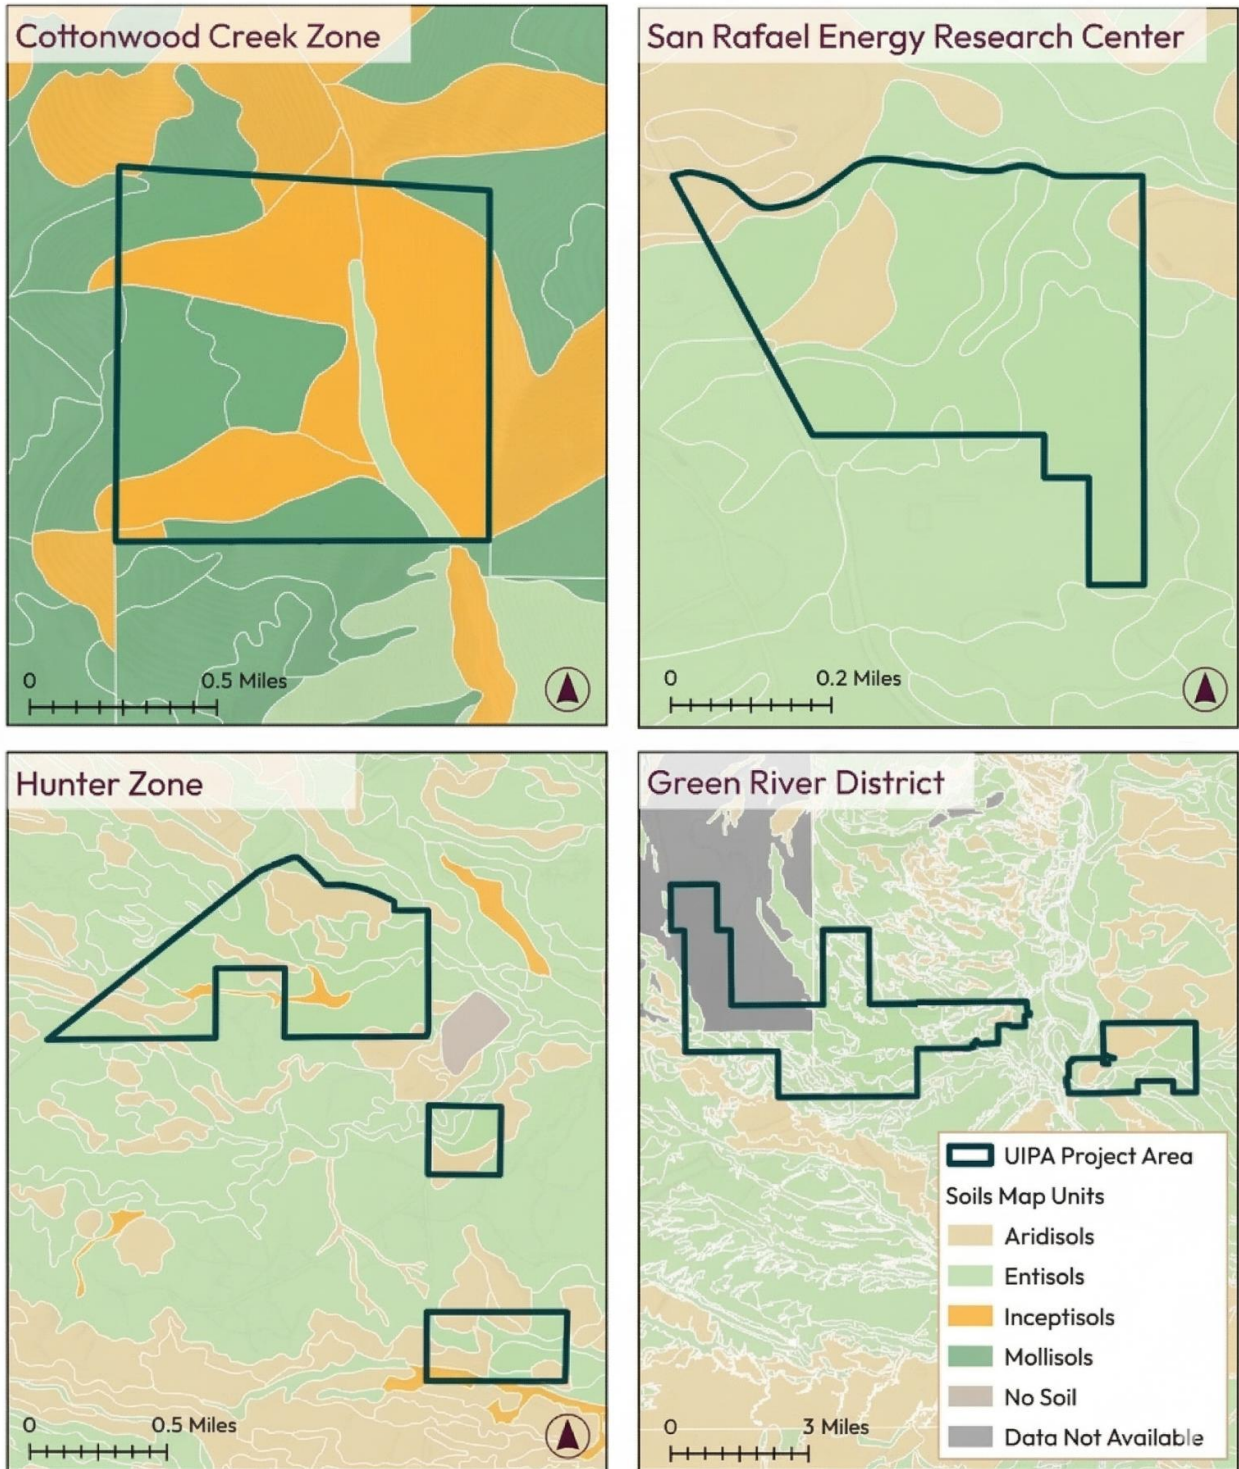 Cottonwood Creek Zone
0 0.5 Miles
San Rafael Energy Research Center
0 0.2 Miles
Hunter Zone
0 0.5 Miles
Green River District
0 3 Miles
UIPA Project Area
Soils Map Units
Aridisols
Entisols
Inceptisols
Mollisols
No Soil
Data Not Available